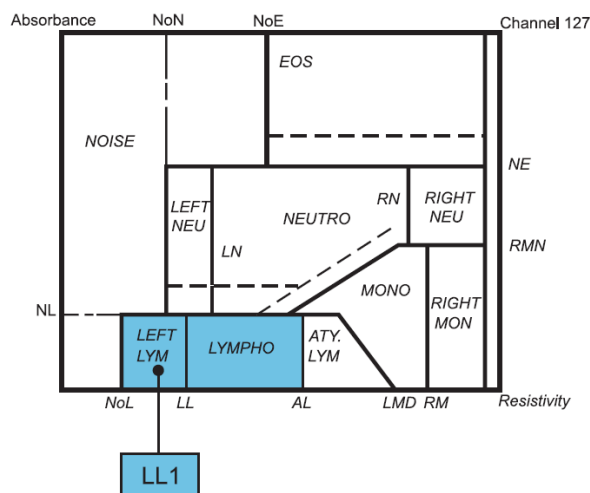 Absorbance NoN NoE Channel 127
EOS
NOISE
NE
LEFT
NEU
LN
NEUTRO
RN
RIGHT
NEU
RMN
MONO
RIGHT
MON
NL
LEFT
LYM
LYMPHO
ATY.
LYM
NoL LL AL LMD RM Resistivity
LL1